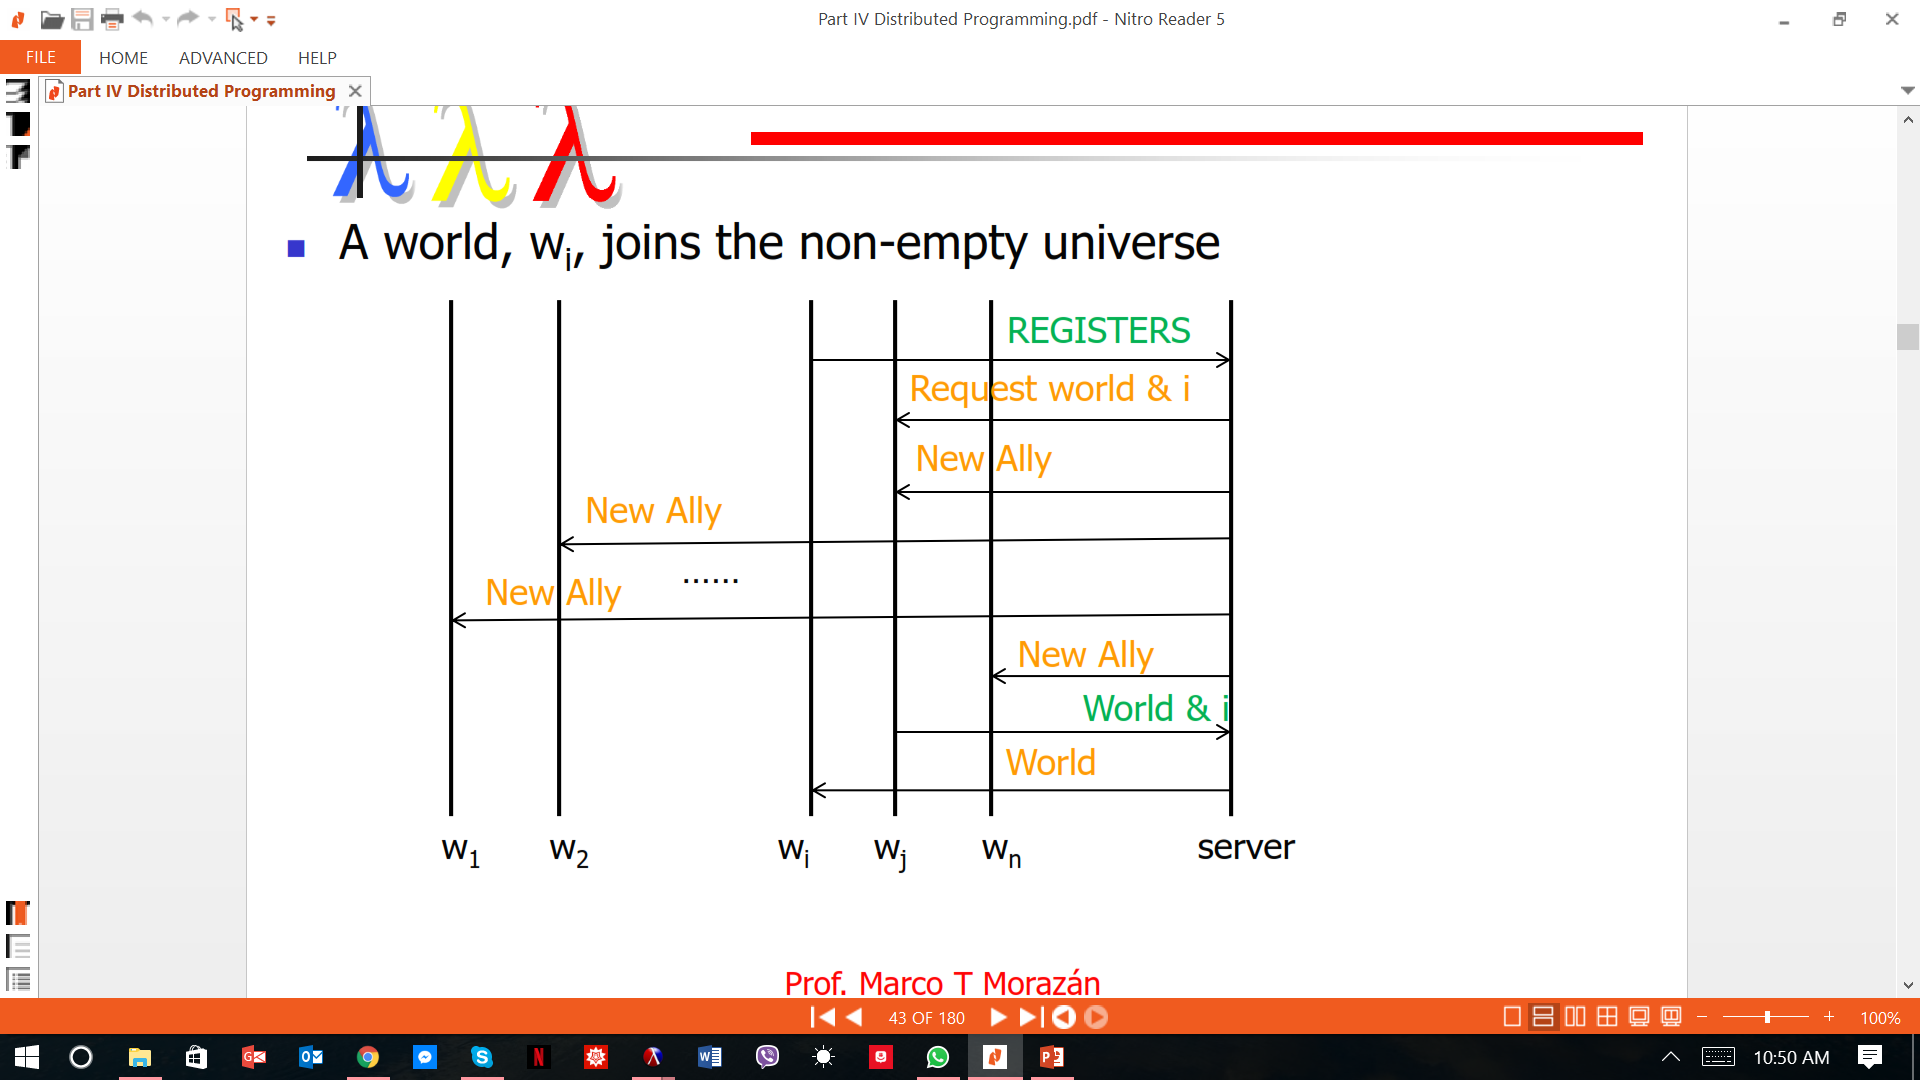 Part IV Distributed Programming.pdf - Nitro Reader 5
FILE HOME ADVANCED HELP
Part IV Distributed Programming
λ λ λ
A world, wi, joins the non-empty universe
REGISTERS
Request world & i
New Ally
New Ally
......
New Ally
New Ally
World & i
World
w1 w2 wi wj wn server
Prof. Marco T Morazán
43 OF 180
100%
10:50 AM